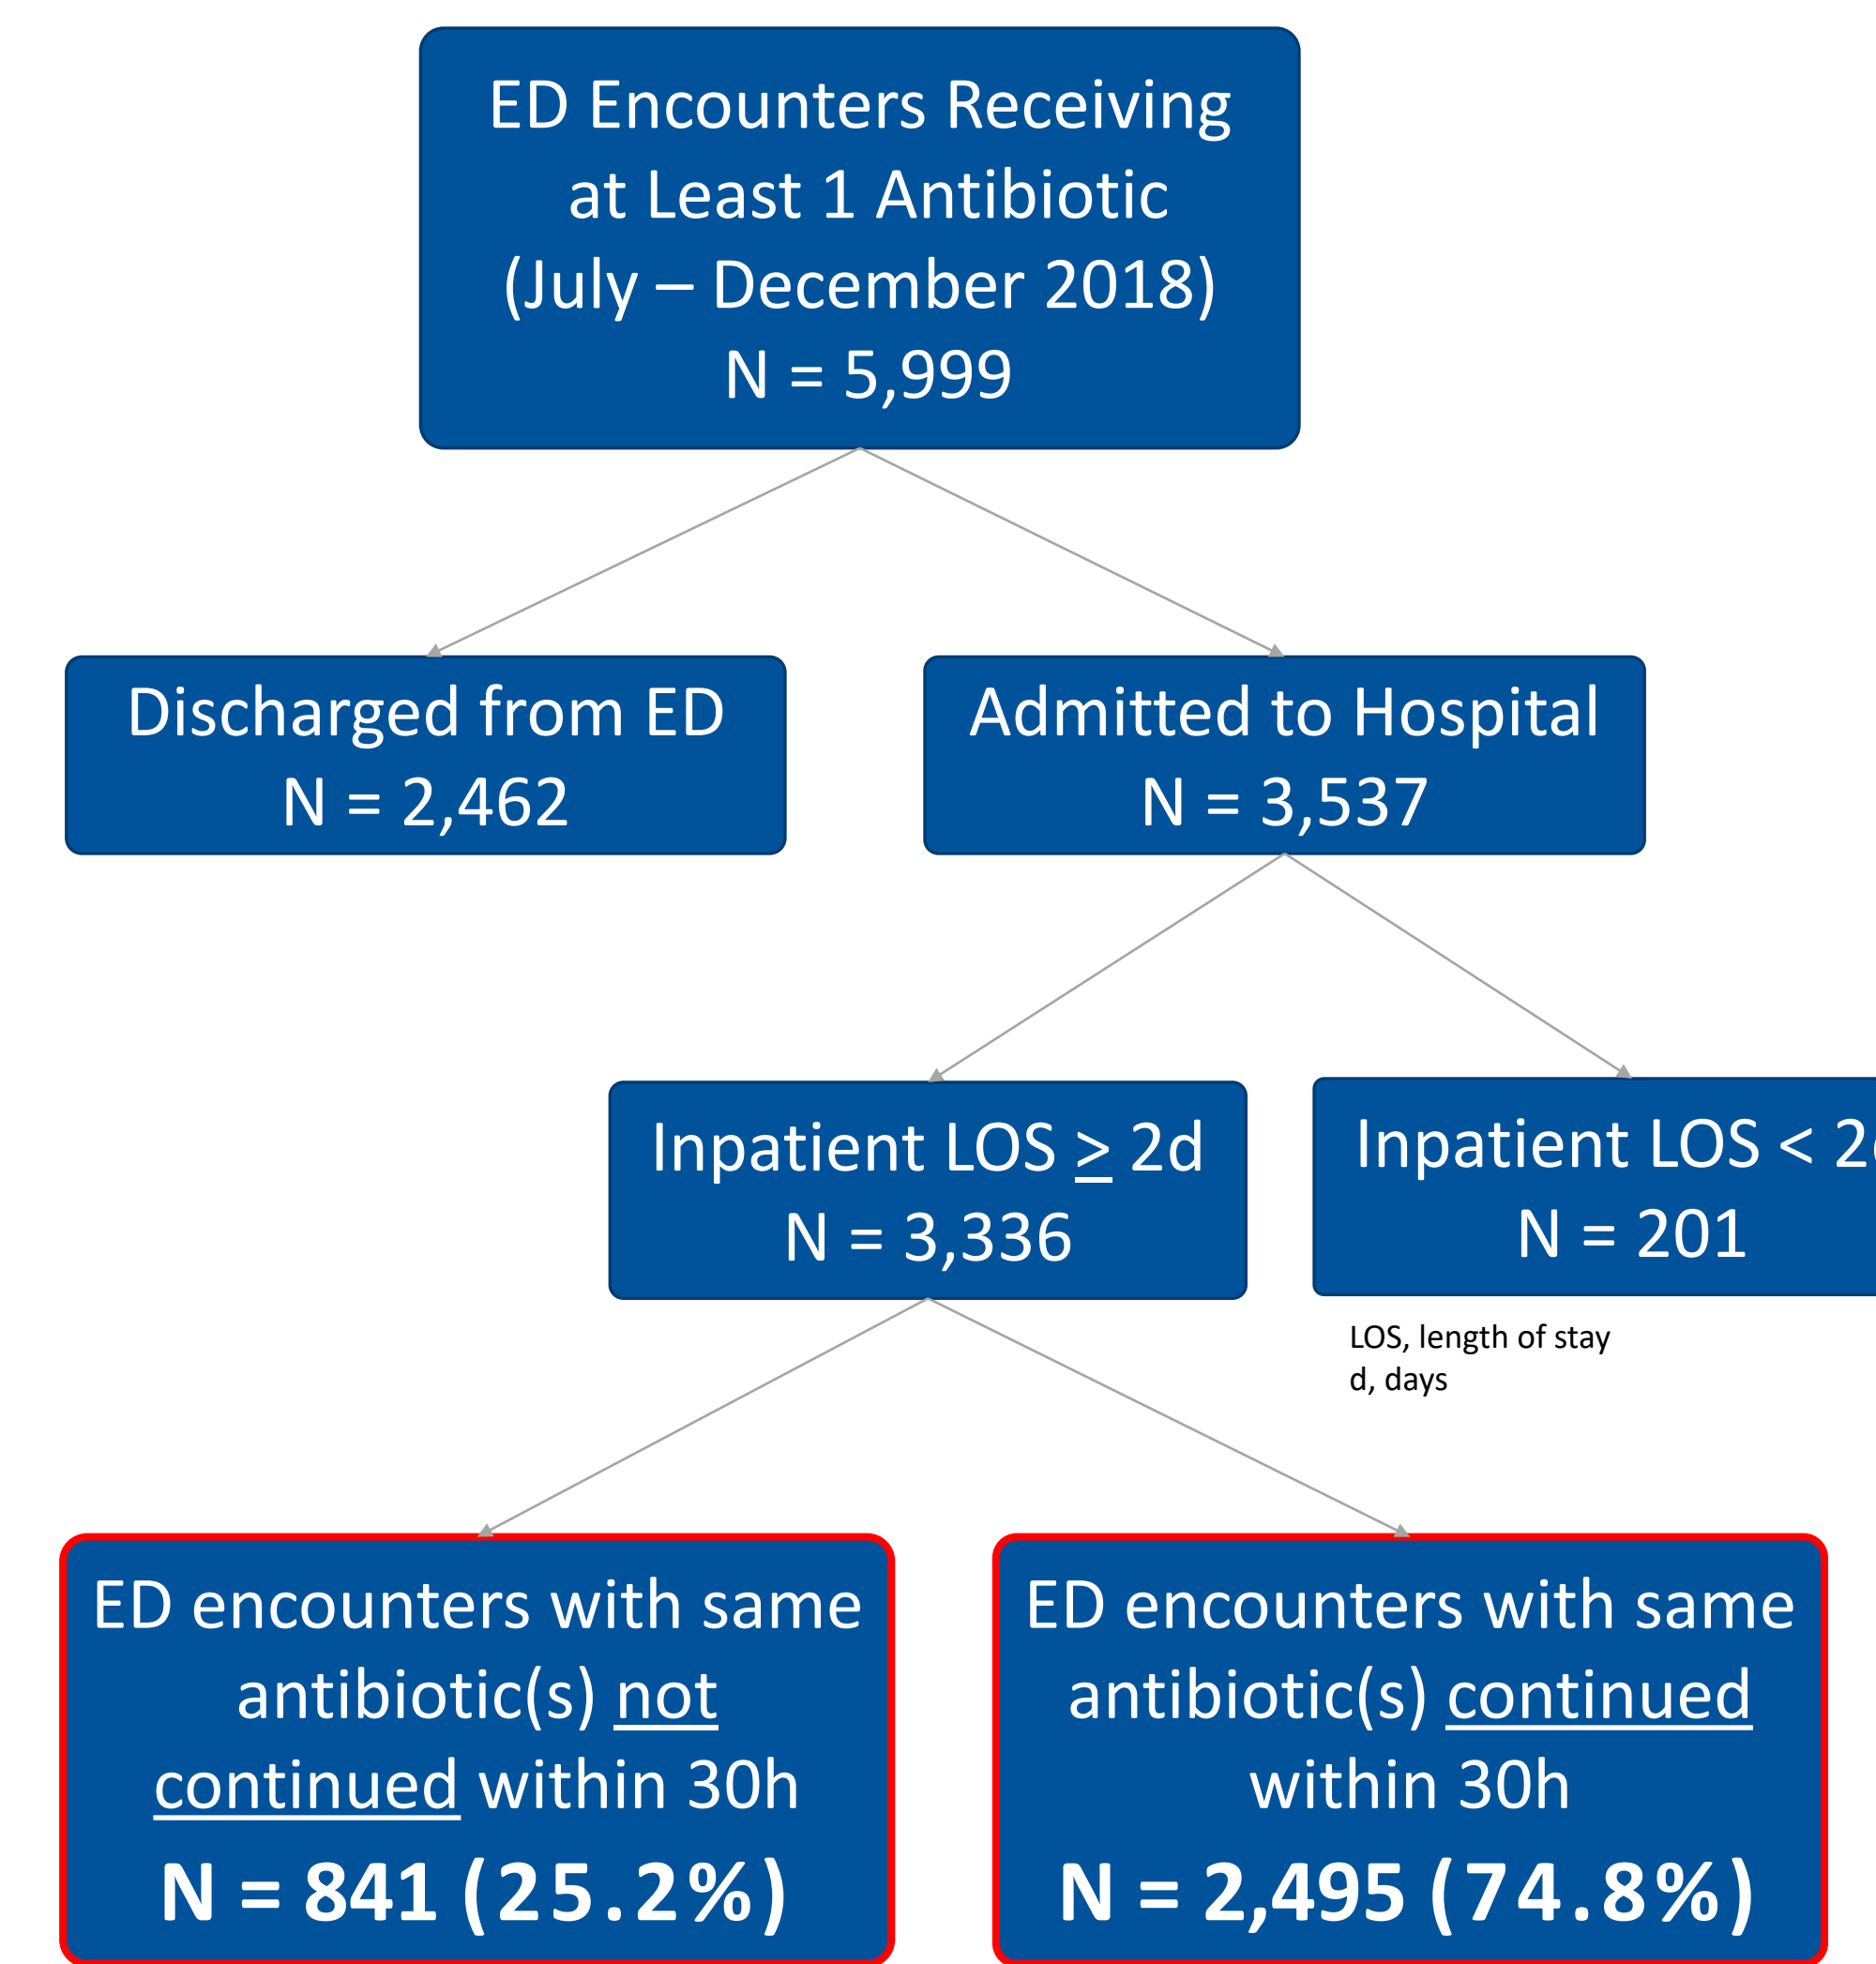 ED Encounters Receiving
at Least 1 Antibiotic
(July – December 2018)
N = 5,999
Discharged from ED
N = 2,462
Admitted to Hospital
N = 3,537
Inpatient LOS ≥ 2d
N = 3,336
Inpatient LOS < 2
N = 201
LOS, length of stay
d, days
ED encounters with same
antibiotic(s) not
continued within 30h
N = 841 (25.2%)
ED encounters with same
antibiotic(s) continued
within 30h
N = 2,495 (74.8%)